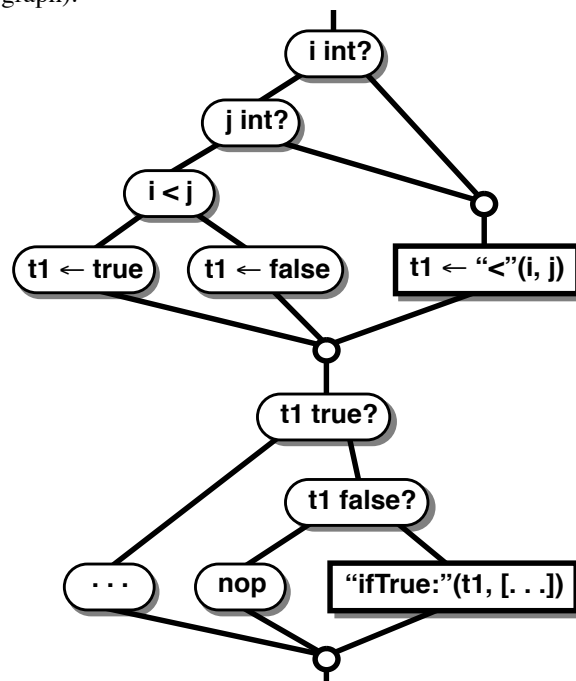 graph).
i int?
j int?
i < j
t1 ← true
t1 ← false
t1 ← “<”(i, j)
t1 true?
t1 false?
. . .
nop
“ifTrue:”(t1, [. . .])